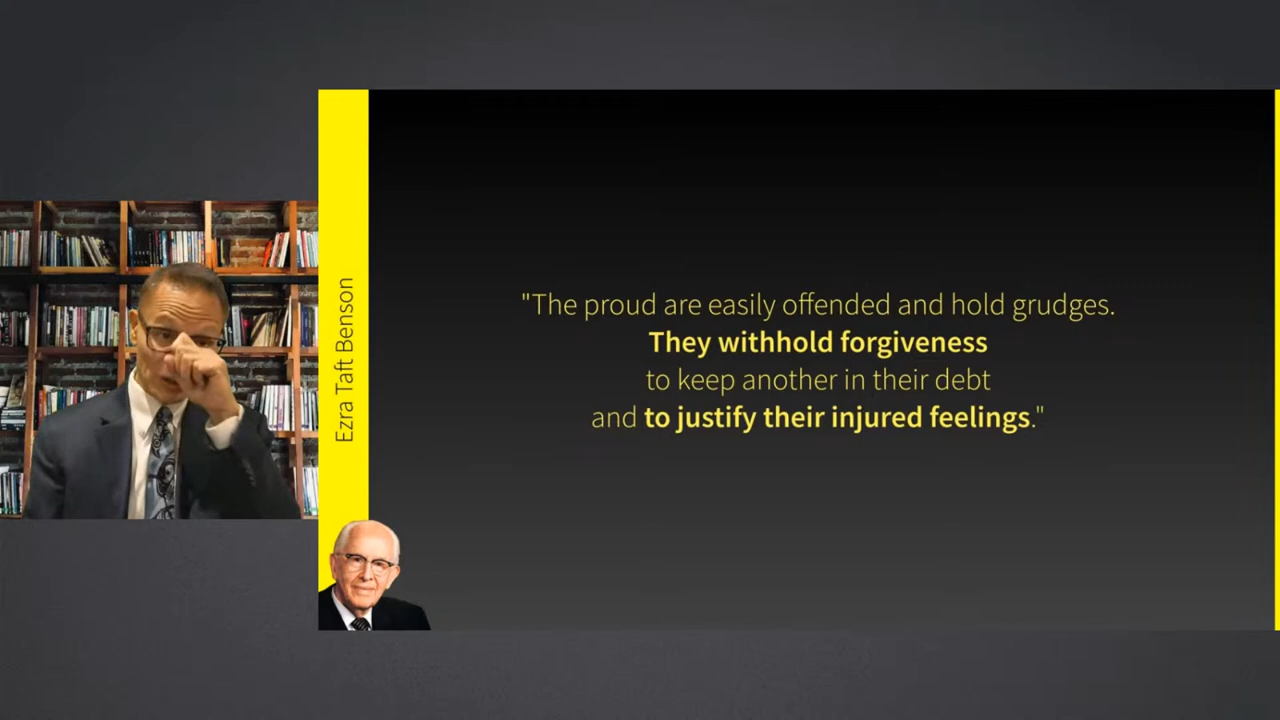 Ezra Taft Benson
"The proud are easily offended and hold grudges.
They withhold forgiveness
to keep another in their debt
and to justify their injured feelings."